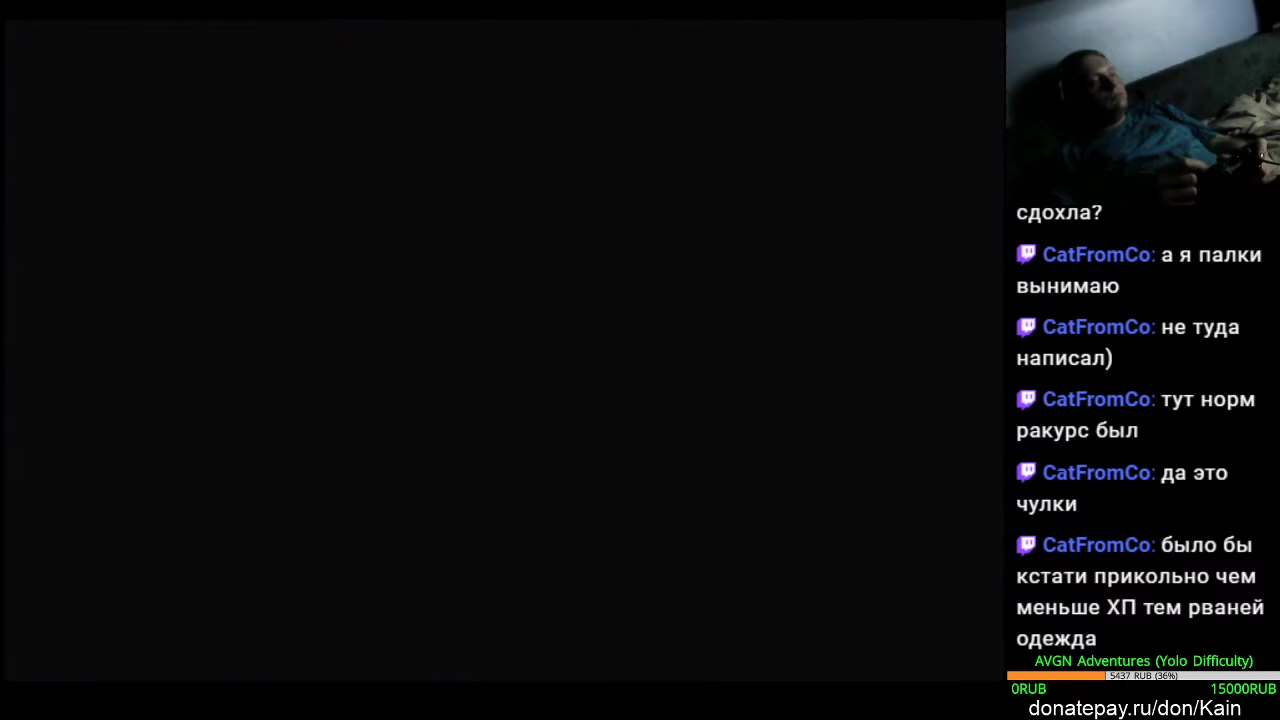 сдохла?
CatFromCo: а я палки
вынимаю
CatFromCo: не туда
написал)
CatFromCo: тут норм
ракурс был
CatFromCo: да это
чулки
CatFromCo: было бы
кстати прикольно чем
меньше ХП тем рваней
одежда
AVGN Adventures (Yolo Difficulty)
5437 RUB (36%)
0RUB 15000RUB
donatepay.ru/don/Kain